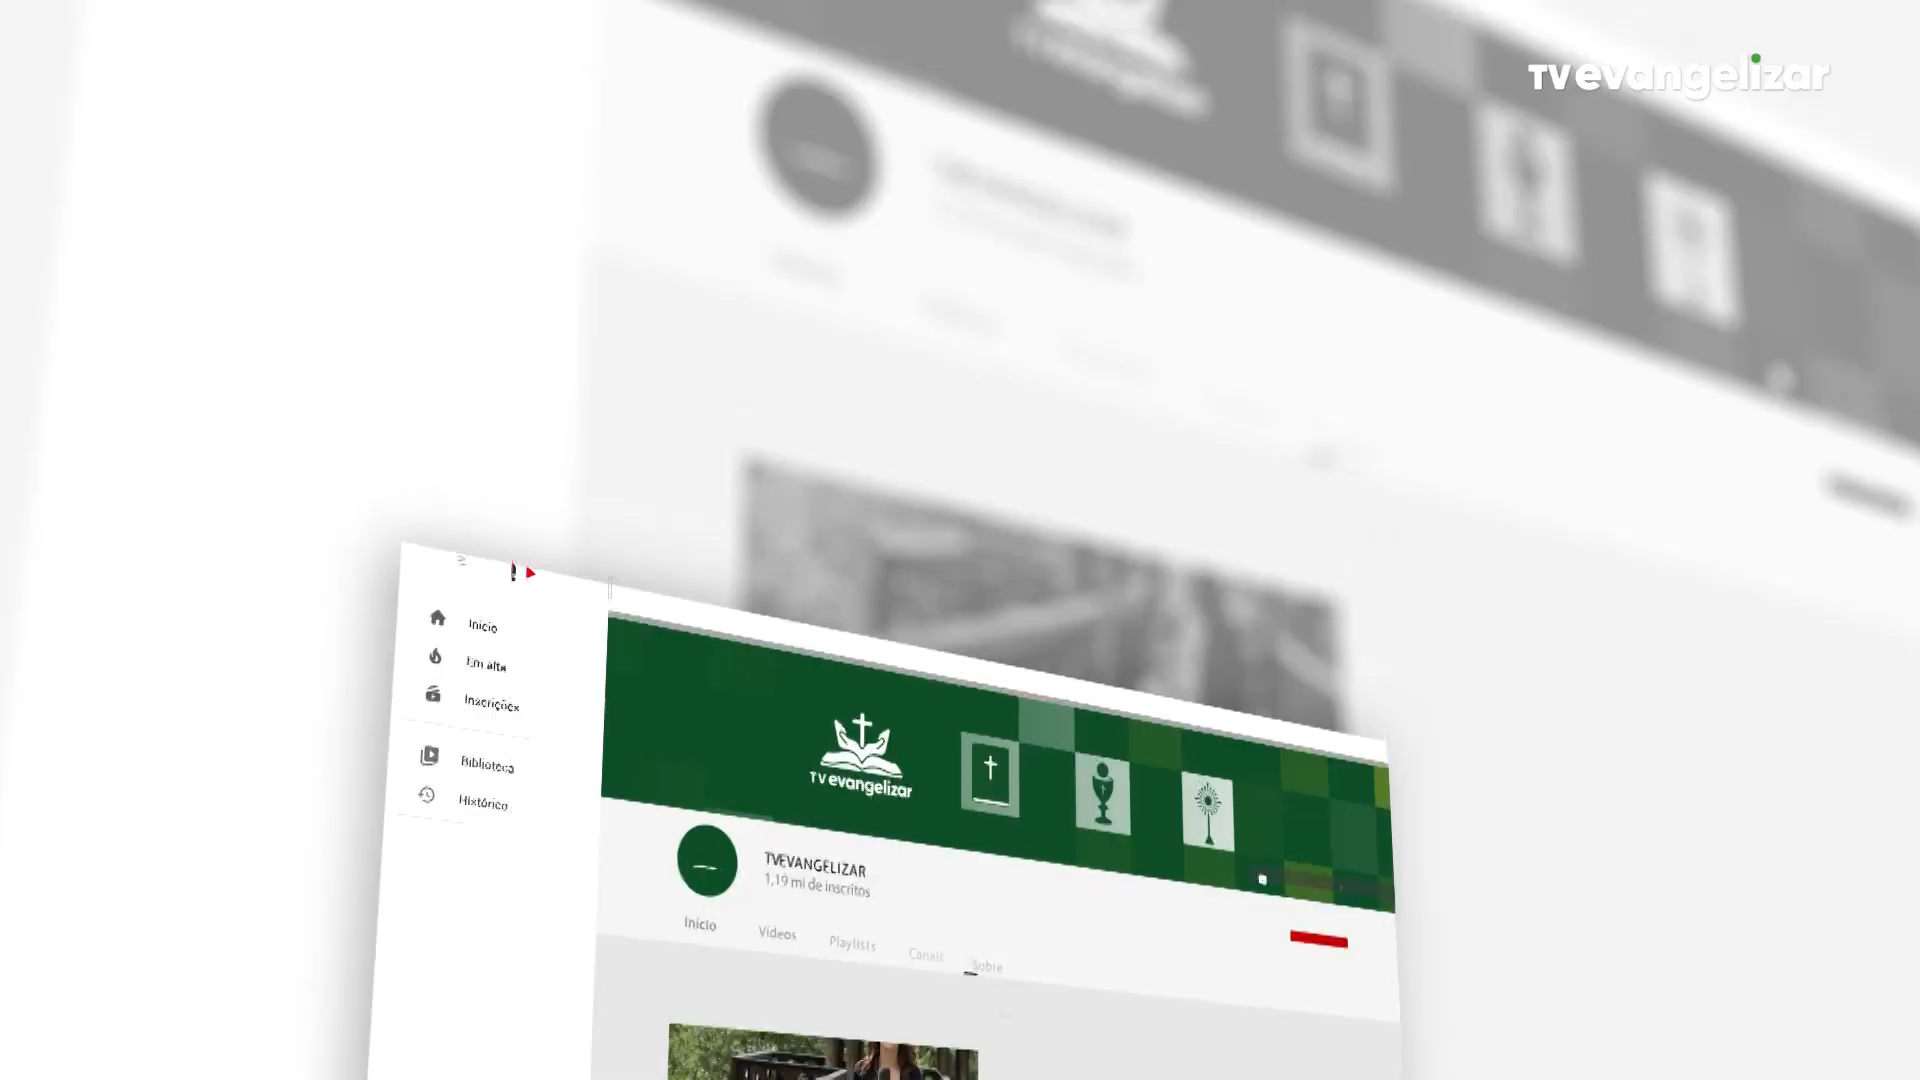 TVevangelizar
Início
Em alta
Inscrições
Biblioteca
Histórico
TV evangelizar
TVEVANGELIZAR
1,19 mi de inscritos
Início
Vídeos
Playlists
Canais
Sobre